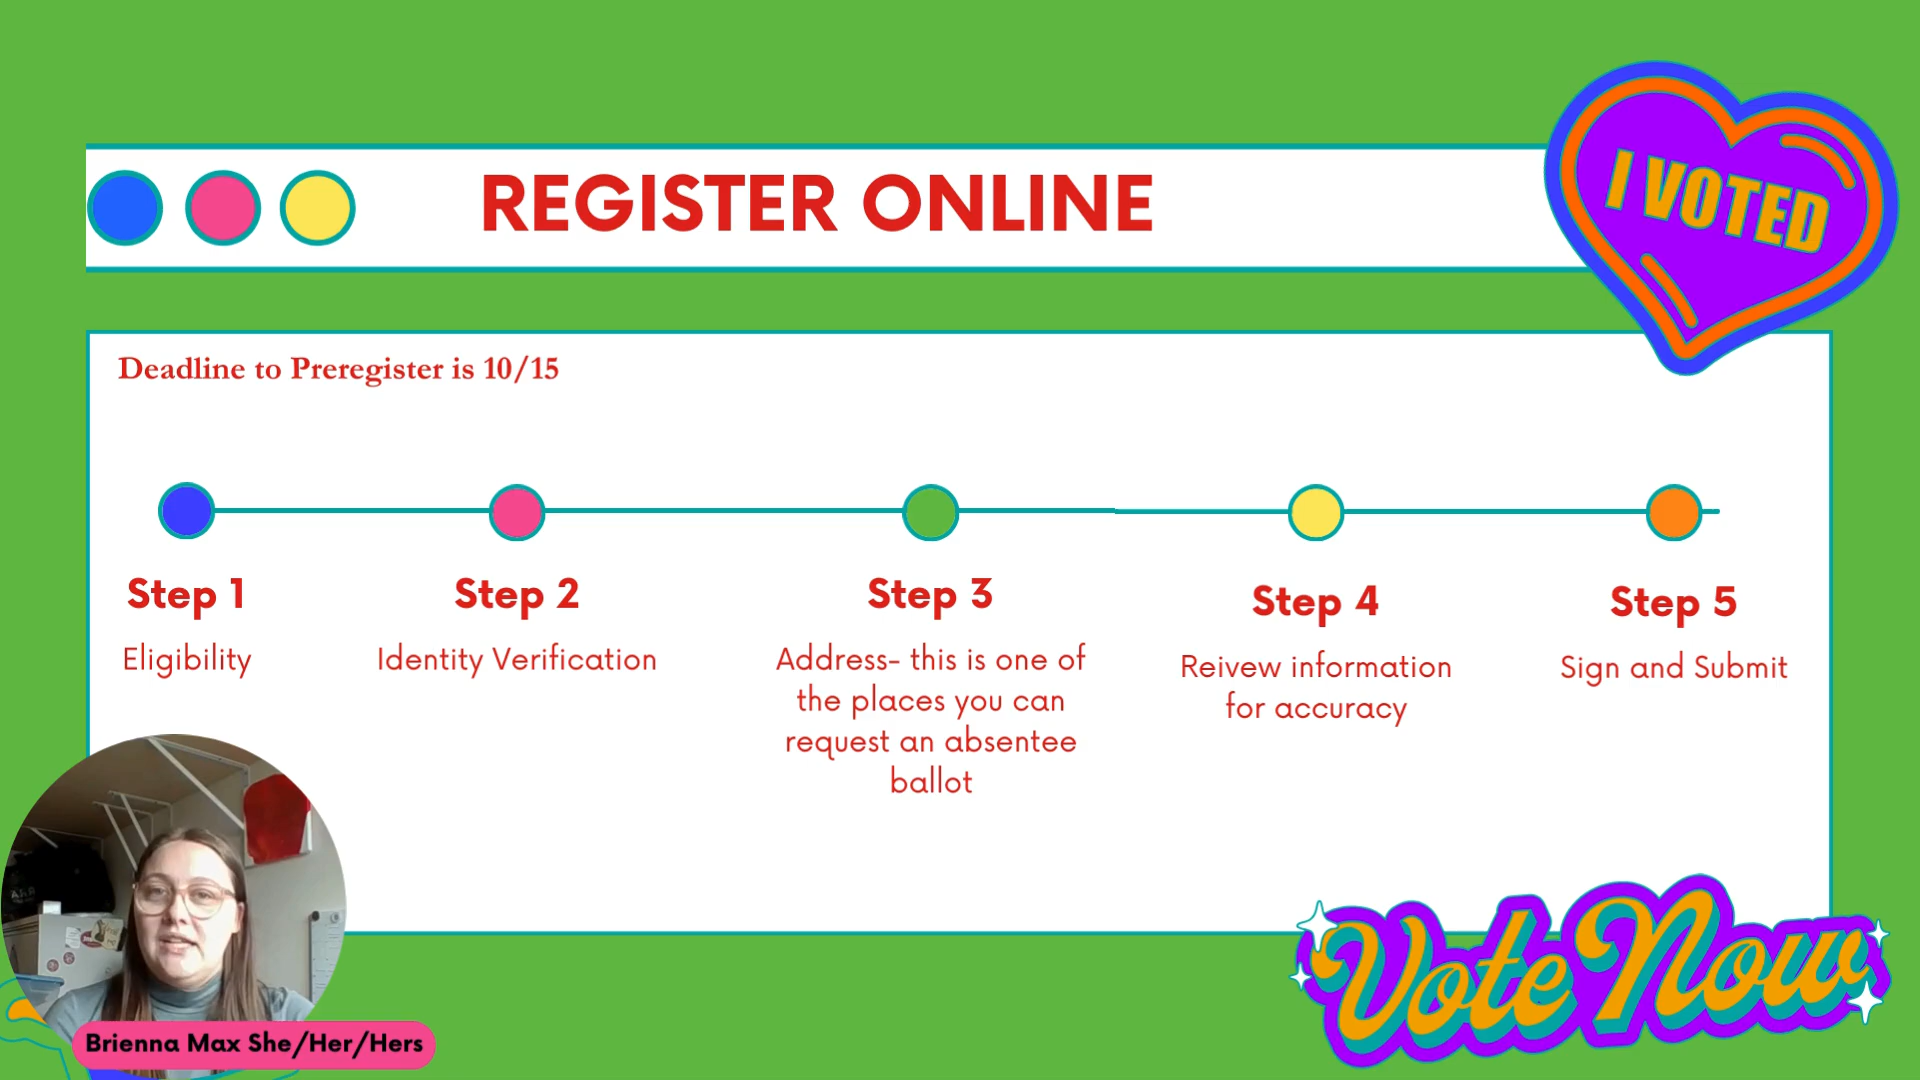 REGISTER ONLINE
I VOTED
Deadline to Preregister is 10/15
Step 1
Eligibility
Step 2
Identity Verification
Step 3
Address- this is one of
the places you can
request an absentee
ballot
Step 4
Reivew information
for accuracy
Step 5
Sign and Submit
Brienna Max She/Her/Hers
Vote Now